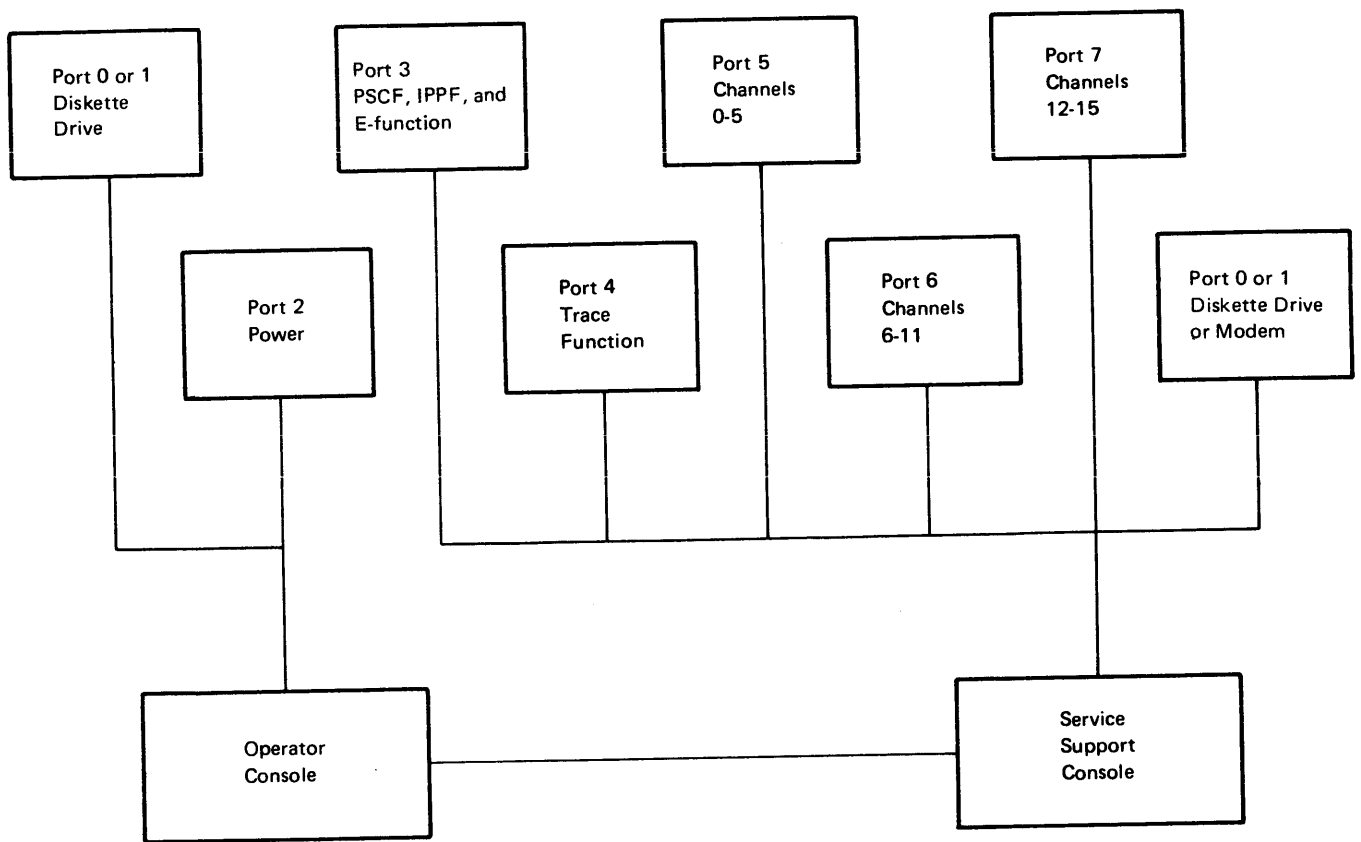 Port 0 or 1
Diskette
Drive
Port 3
PSCF, IPPF, and
E-function
Port 5
Channels
0-5
Port 7
Channels
12-15
Port 2
Power
Port 4
Trace
Function
Port 6
Channels
6-11
Port 0 or 1
Diskette Drive
or Modem
Operator
Console
Service
Support
Console